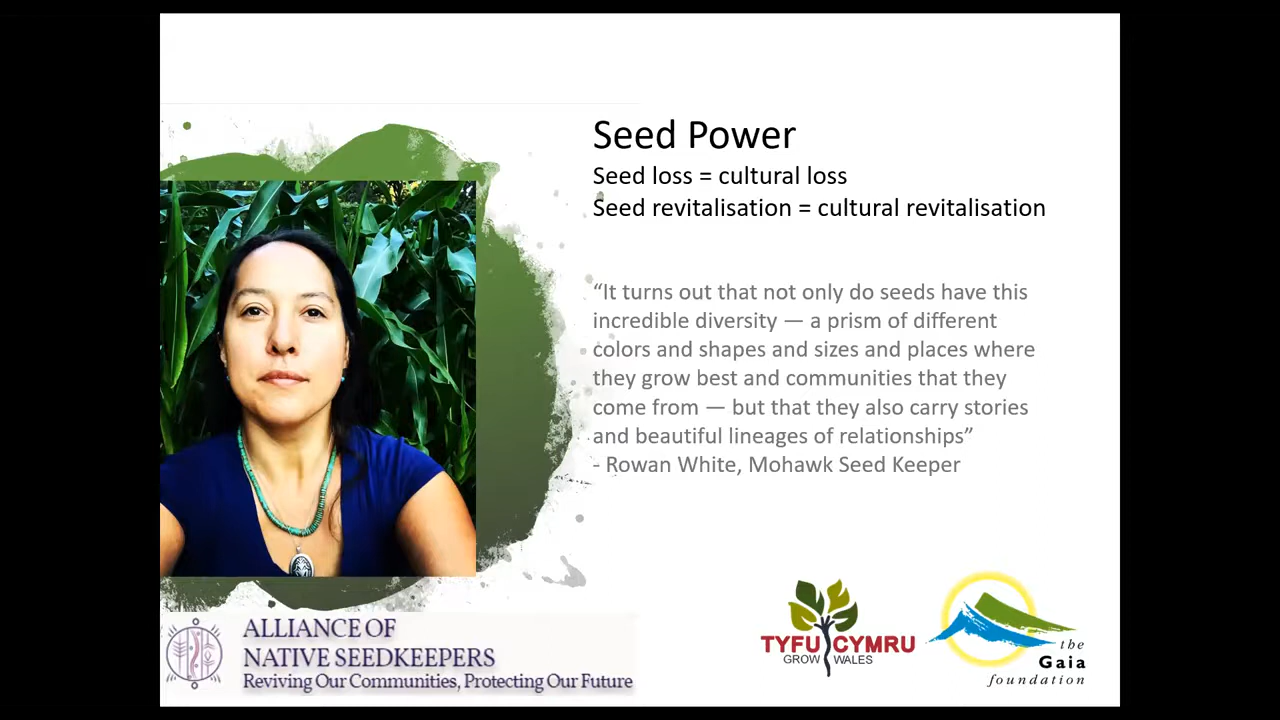 Seed Power
Seed loss = cultural loss
Seed revitalisation = cultural revitalisation
“It turns out that not only do seeds have this
incredible diversity — a prism of different
colors and shapes and sizes and places where
they grow best and communities that they
come from — but that they also carry stories
and beautiful lineages of relationships”
- Rowan White, Mohawk Seed Keeper
ALLIANCE OF
NATIVE SEEDKEEPERS
Reviving Our Communities, Protecting Our Future
TYFU CYMRU
GROW WALES
the
Gaia
foundation